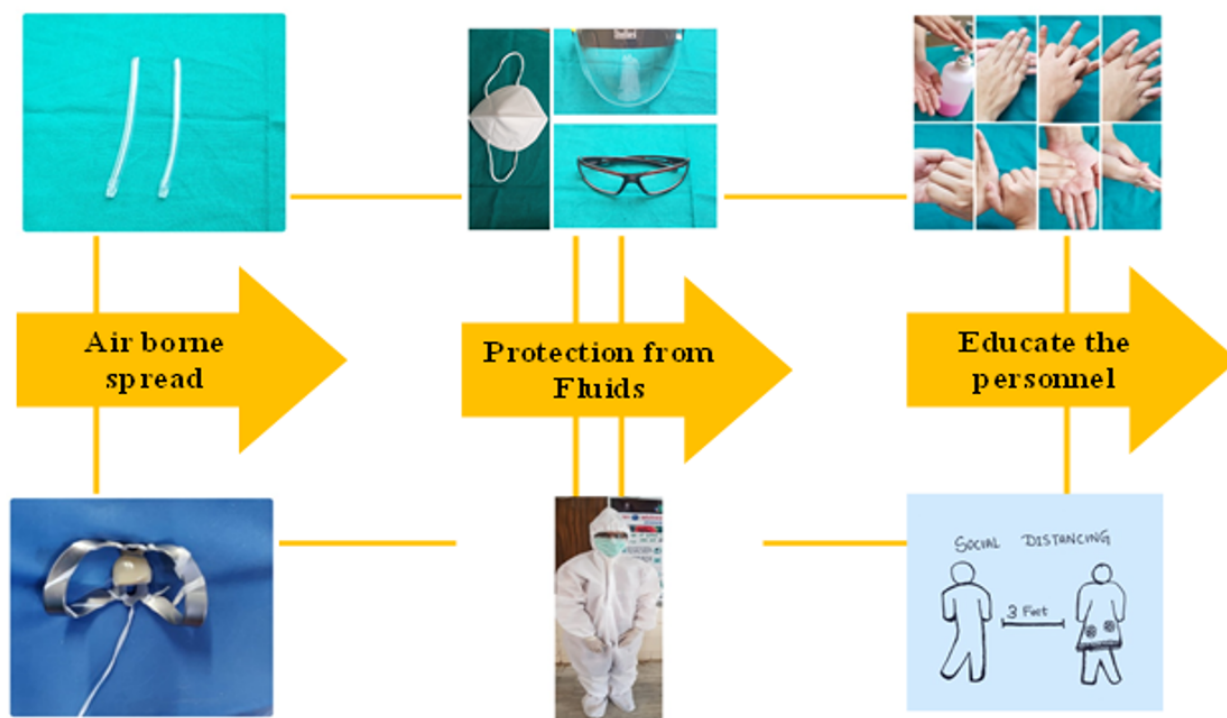 Air borne
spread
Protection from
Fluids
Educate the
personnel
SOCIAL DISTANCING
3 Feet